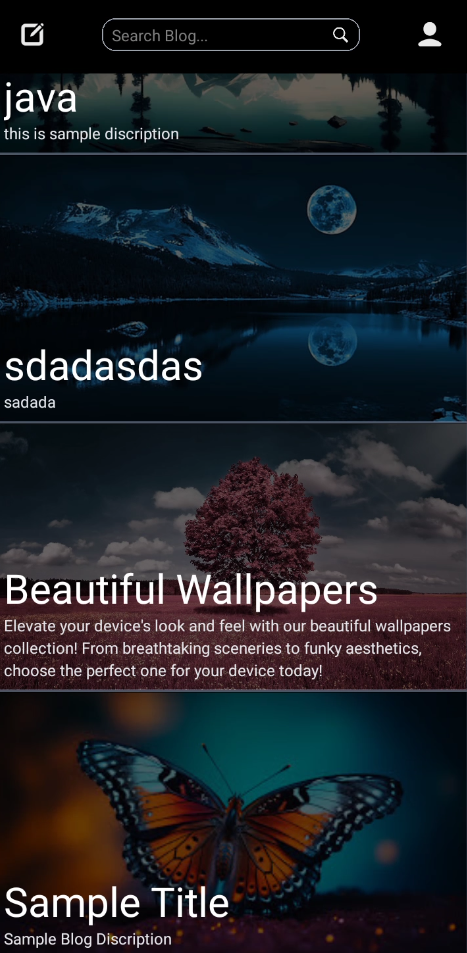 Search Blog...
java
this is sample discription
sdadasdas
sadada
Beautiful Wallpapers
Elevate your device's look and feel with our beautiful wallpapers
collection! From breathtaking sceneries to funky aesthetics,
choose the perfect one for your device today!
Sample Title
Sample Blog Discription